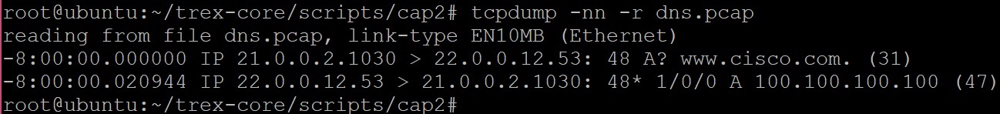 root@ubuntu:~/trex-core/scripts/cap2# tcpdump -nn -r dns.pcap
reading from file dns.pcap, link-type EN10MB (Ethernet)
-8:00:00.000000 IP 21.0.0.2.1030 > 22.0.0.12.53: 48 A? www.cisco.com. (31)
-8:00:00.020944 IP 22.0.0.12.53 > 21.0.0.2.1030: 48* 1/0/0 A 100.100.100.100 (47)
root@ubuntu:~/trex-core/scripts/cap2#